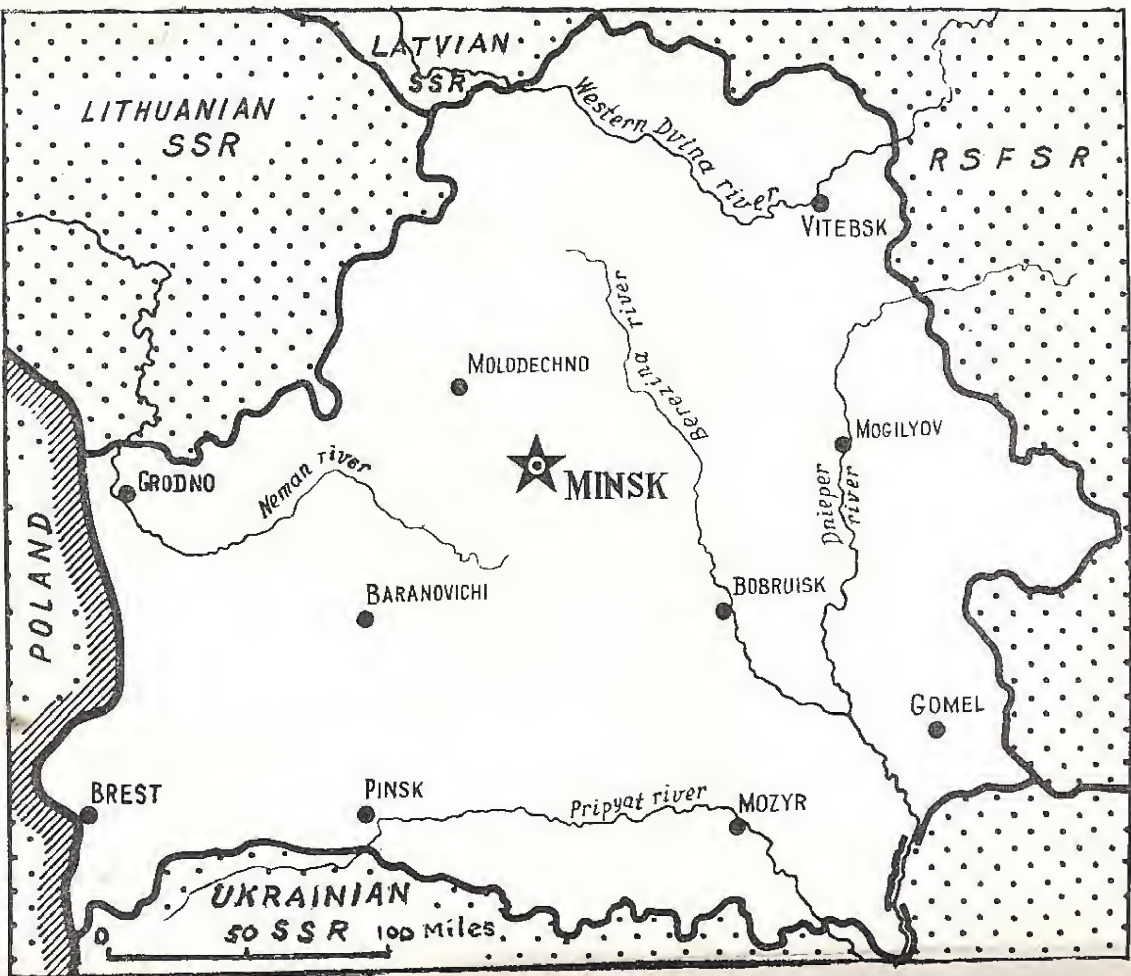 LATVIAN
SSR
LITHUANIAN
SSR
Western Dvina river
RSFSR
VITEBSK
Berezina river
MOLODECHNO
MOGILYOV
MINSK
GRODNO
Neman river
Dnieper
river
POLAND
BARANOVICHI
BOBRUISK
GOMEL
BREST
PINSK
Pripyat river
MOZYR
UKRAINIAN
SSR
0 50 100 Miles